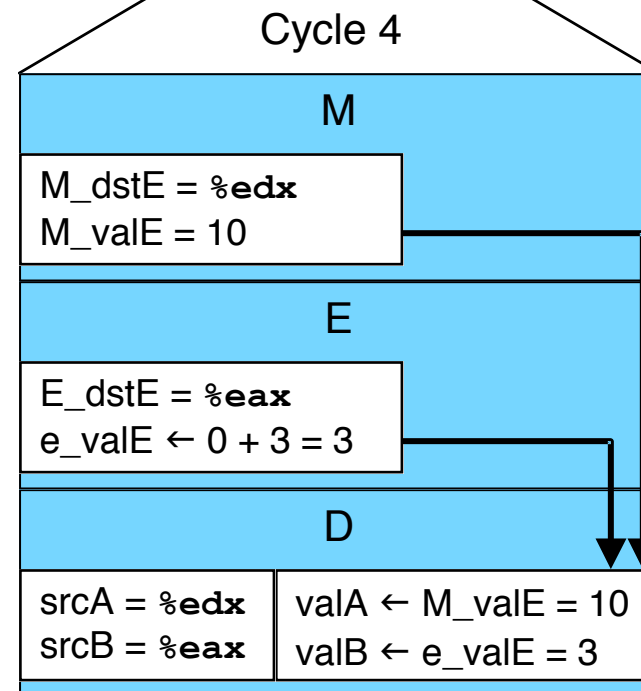 Cycle 4
M
M_dstE = %edx
M_valE = 10
E
E_dstE = %eax
e_valE ← 0 + 3 = 3
D
srcA = %edx
srcB = %eax
valA ← M_valE = 10
valB ← e_valE = 3